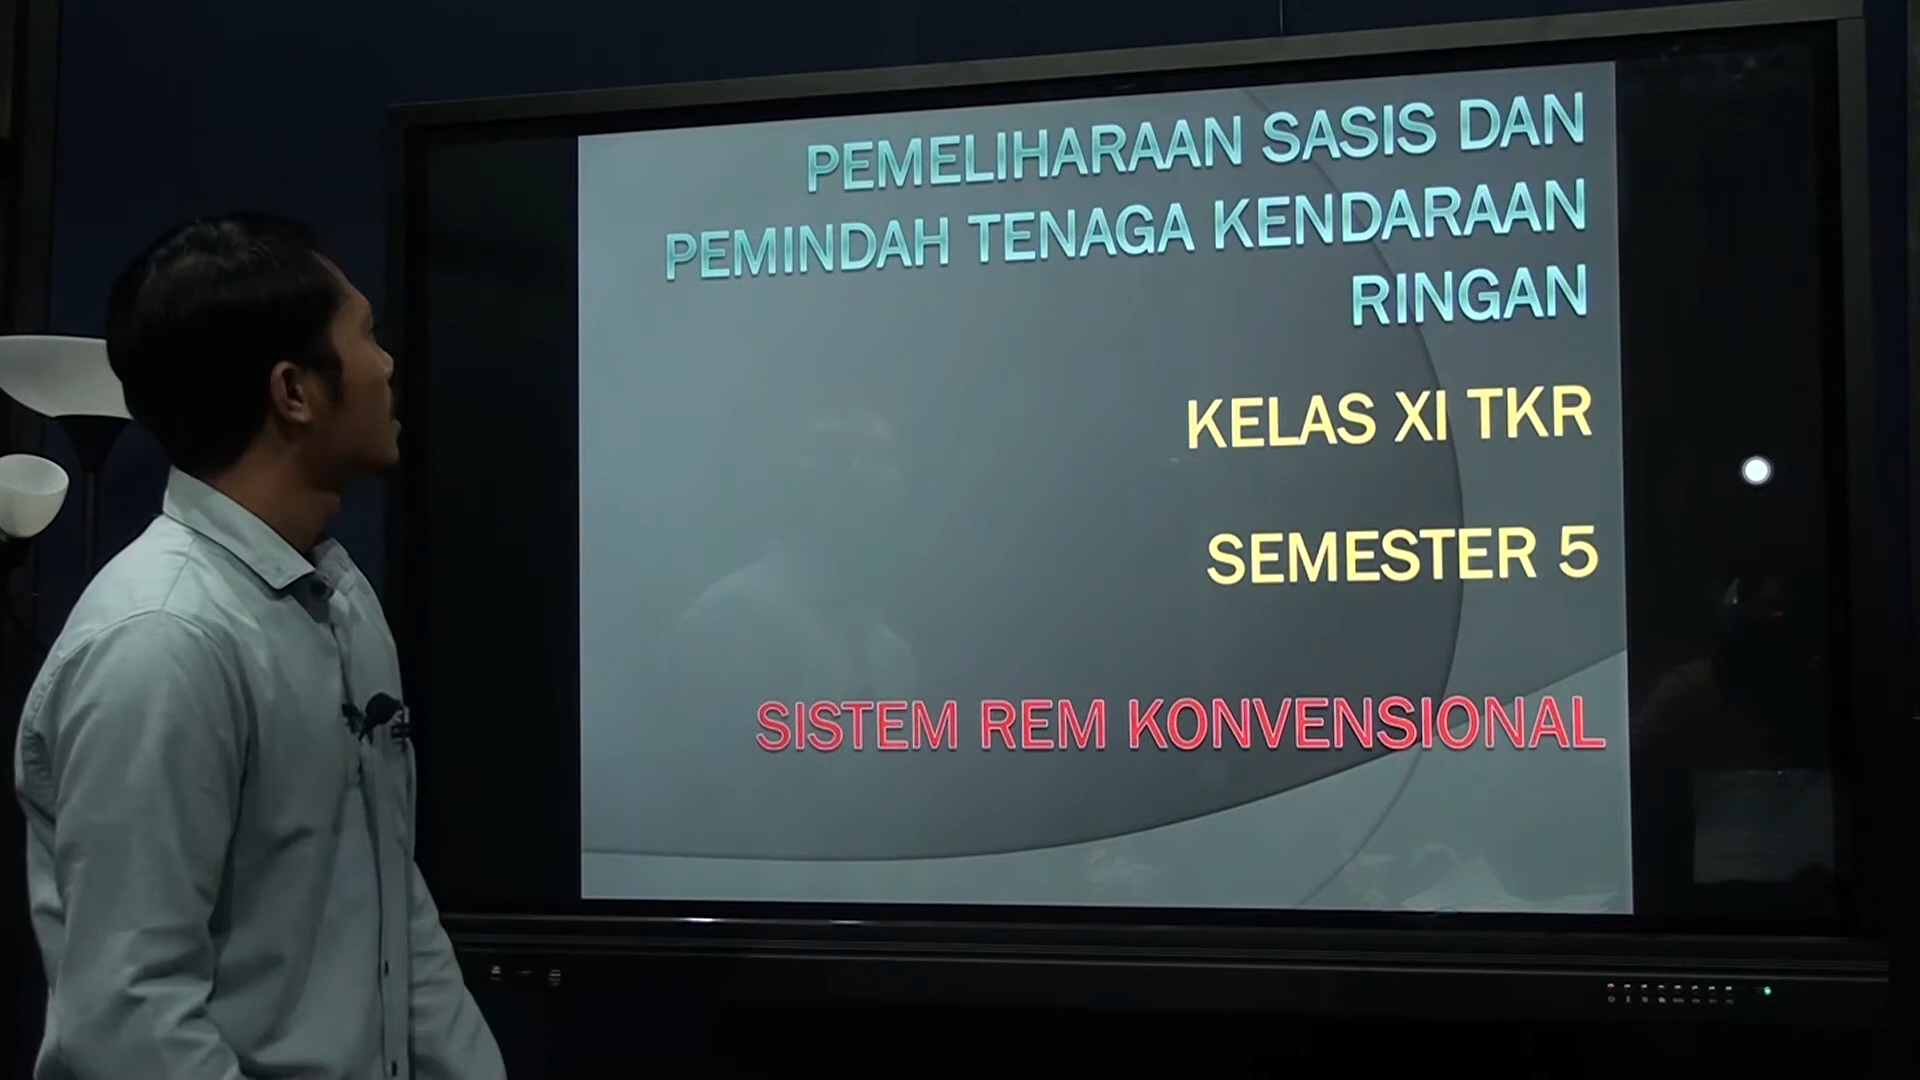 PEMELIHARAAN SASIS DAN
PEMINDAH TENAGA KENDARAAN
RINGAN
KELAS XI TKR
SEMESTER 5
SISTEM REM KONVENSIONAL